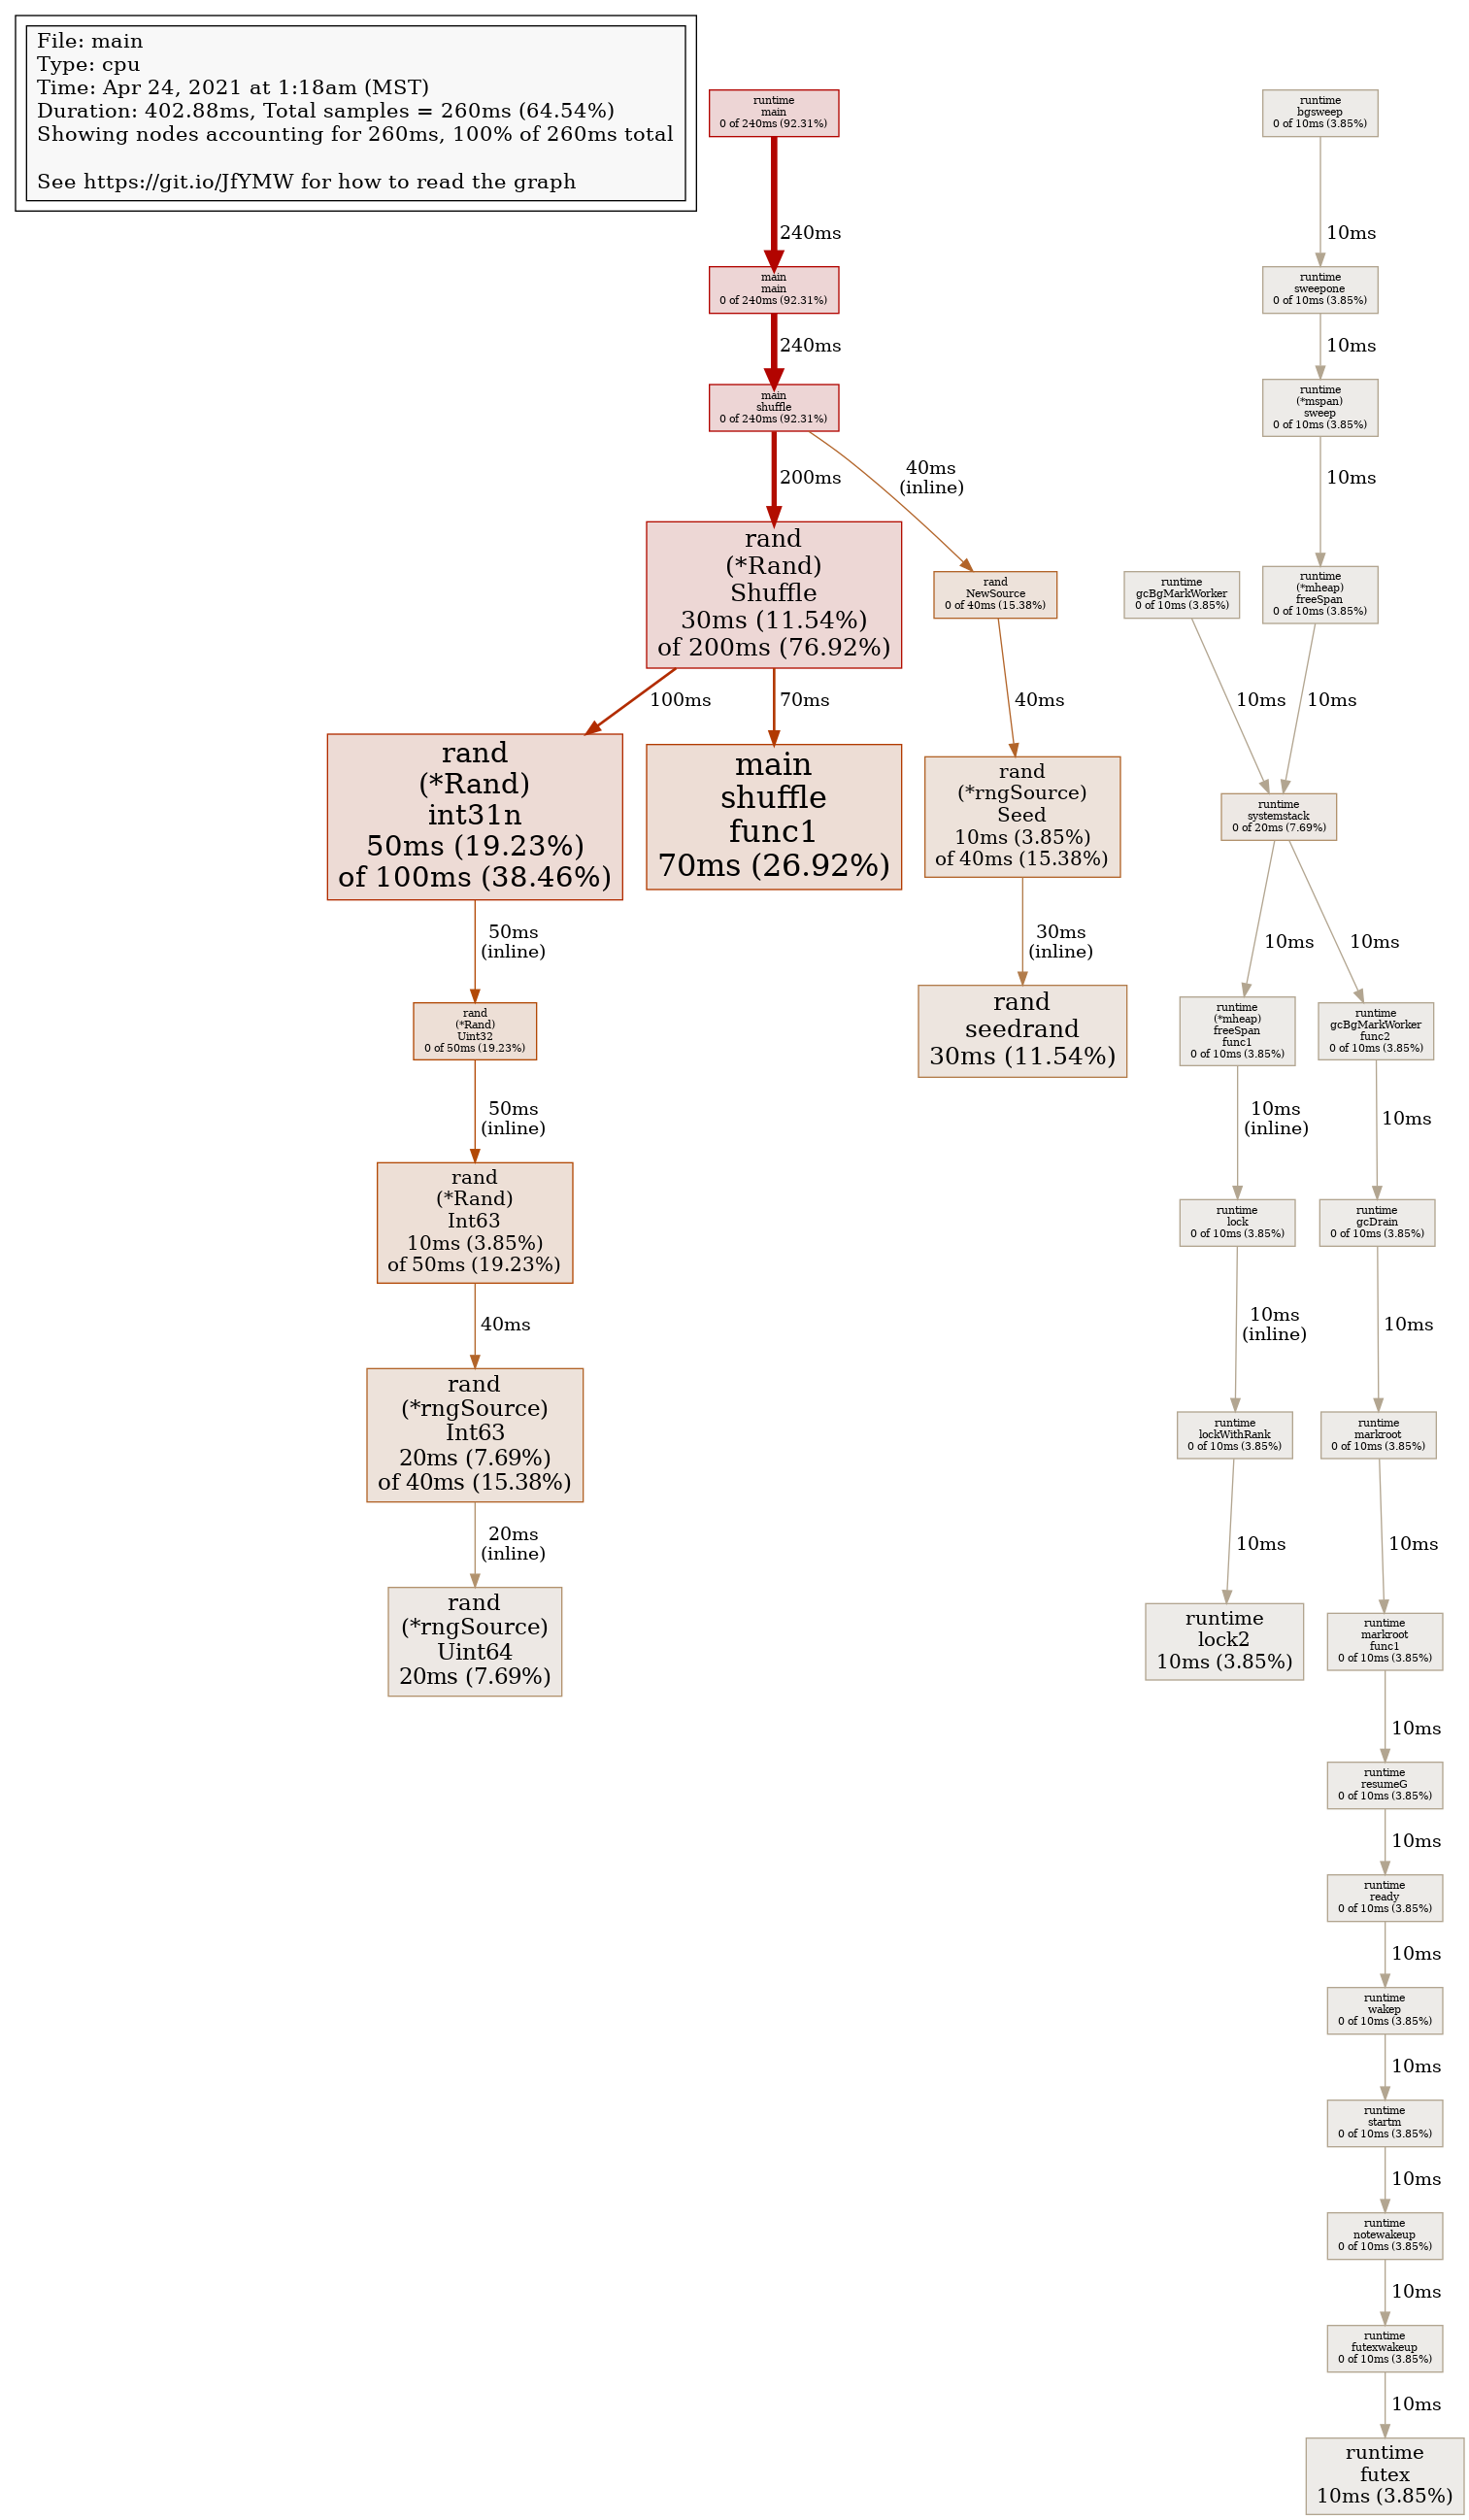 File: main
Type: cpu
Time: Apr 24, 2021 at 1:18am (MST)
Duration: 402.88ms, Total samples = 260ms (64.54%)
Showing nodes accounting for 260ms, 100% of 260ms total
See https://git.io/JfYMW for how to read the graph
runtime
main
0 of 240ms (92.31%)
240ms
main
main
0 of 240ms (92.31%)
240ms
main
shuffle
0 of 240ms (92.31%)
200ms
40ms
(inline)
rand
(*Rand)
Shuffle
30ms (11.54%)
of 200ms (76.92%)
rand
NewSource
0 of 40ms (15.38%)
100ms
70ms
40ms
rand
(*Rand)
int31n
50ms (19.23%)
of 100ms (38.46%)
main
shuffle
func1
70ms (26.92%)
rand
(*rngSource)
Seed
10ms (3.85%)
of 40ms (15.38%)
50ms
(inline)
30ms
(inline)
rand
(*Rand)
Uint32
0 of 50ms (19.23%)
rand
seedrand
30ms (11.54%)
50ms
(inline)
rand
(*Rand)
Int63
10ms (3.85%)
of 50ms (19.23%)
40ms
rand
(*rngSource)
Int63
20ms (7.69%)
of 40ms (15.38%)
20ms
(inline)
rand
(*rngSource)
Uint64
20ms (7.69%)
runtime
bgsweep
0 of 10ms (3.85%)
10ms
runtime
sweepone
0 of 10ms (3.85%)
10ms
runtime
(*mspan)
sweep
0 of 10ms (3.85%)
10ms
runtime
gcBgMarkWorker
0 of 10ms (3.85%)
runtime
(*mheap)
freeSpan
0 of 10ms (3.85%)
10ms
10ms
runtime
systemstack
0 of 20ms (7.69%)
10ms
10ms
runtime
(*mheap)
freeSpan
func1
0 of 10ms (3.85%)
runtime
gcBgMarkWorker
func2
0 of 10ms (3.85%)
10ms
(inline)
10ms
runtime
lock
0 of 10ms (3.85%)
runtime
gcDrain
0 of 10ms (3.85%)
10ms
(inline)
10ms
runtime
lockWithRank
0 of 10ms (3.85%)
runtime
markroot
0 of 10ms (3.85%)
10ms
10ms
runtime
lock2
10ms (3.85%)
runtime
markroot
func1
0 of 10ms (3.85%)
10ms
runtime
resumeG
0 of 10ms (3.85%)
10ms
runtime
ready
0 of 10ms (3.85%)
10ms
runtime
wakep
0 of 10ms (3.85%)
10ms
runtime
startm
0 of 10ms (3.85%)
10ms
runtime
notewakeup
0 of 10ms (3.85%)
10ms
runtime
futexwakeup
0 of 10ms (3.85%)
10ms
runtime
futex
10ms (3.85%)